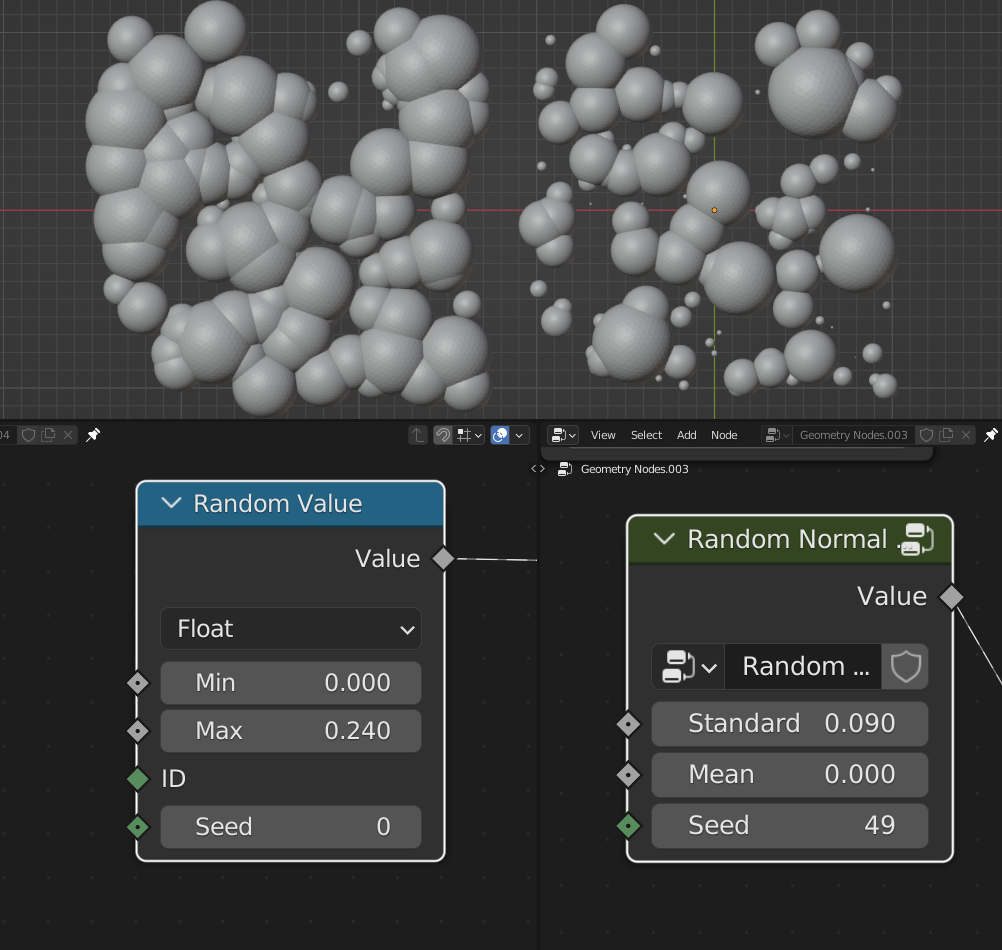 04
View Select Add Node Geometry Nodes.003
Geometry Nodes.003
Random Value
Value
Float
Min 0.000
Max 0.240
ID
Seed 0
Random Normal .
Value
Random ...
Standard 0.090
Mean 0.000
Seed 49